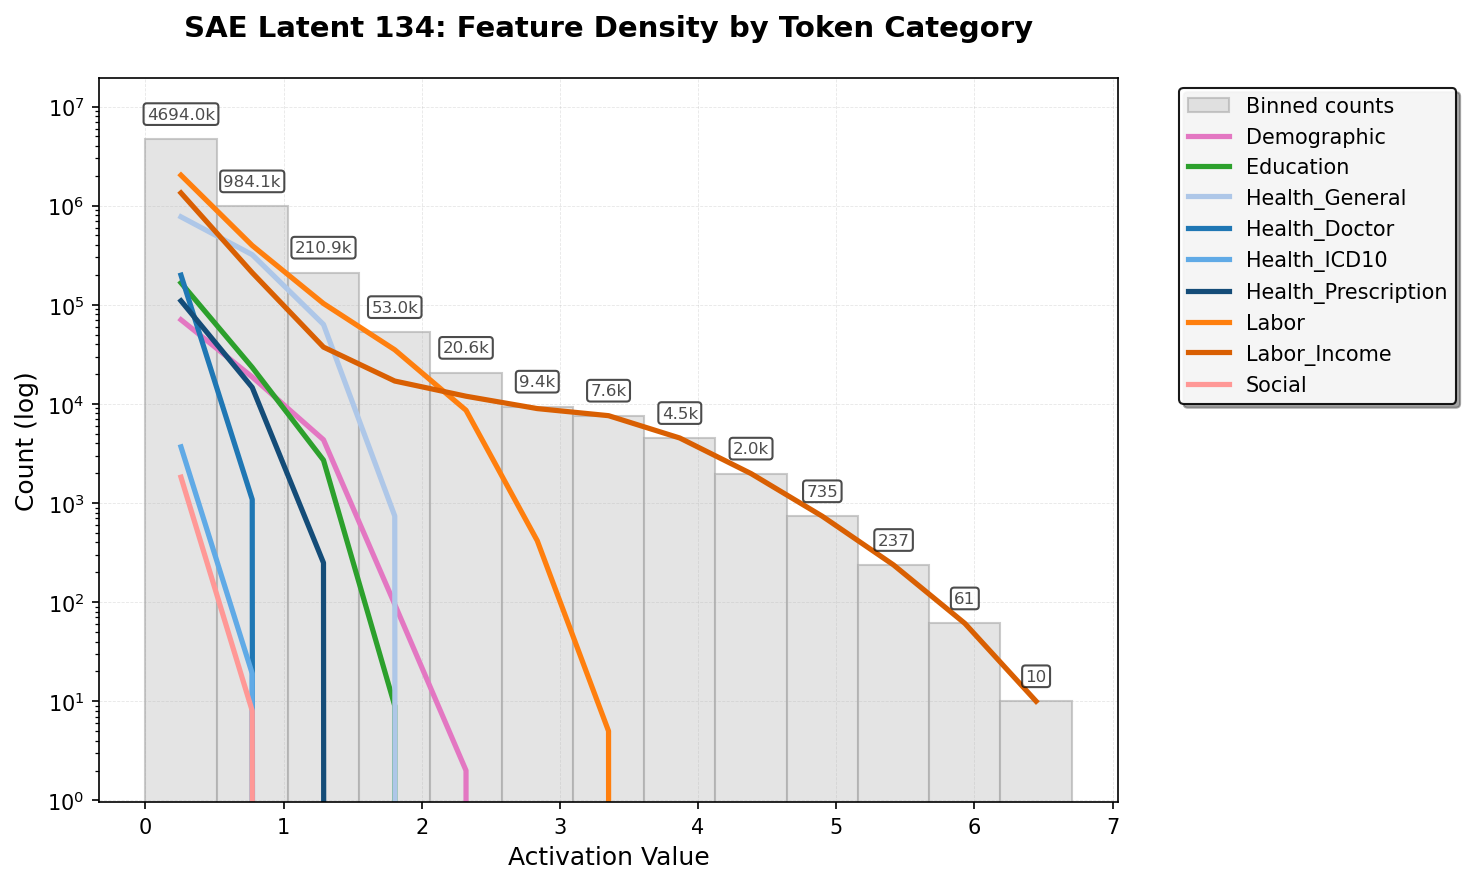 SAE Latent 134: Feature Density by Token Category
Count (log)
10⁷
10⁶
10⁵
10⁴
10³
10²
10¹
10⁰
4694.0k
984.1k
210.9k
53.0k
20.6k
9.4k
7.6k
4.5k
2.0k
735
237
61
10
0 1 2 3 4 5 6 7
Activation Value
Binned counts
Demographic
Education
Health_General
Health_Doctor
Health_ICD10
Health_Prescription
Labor
Labor_Income
Social